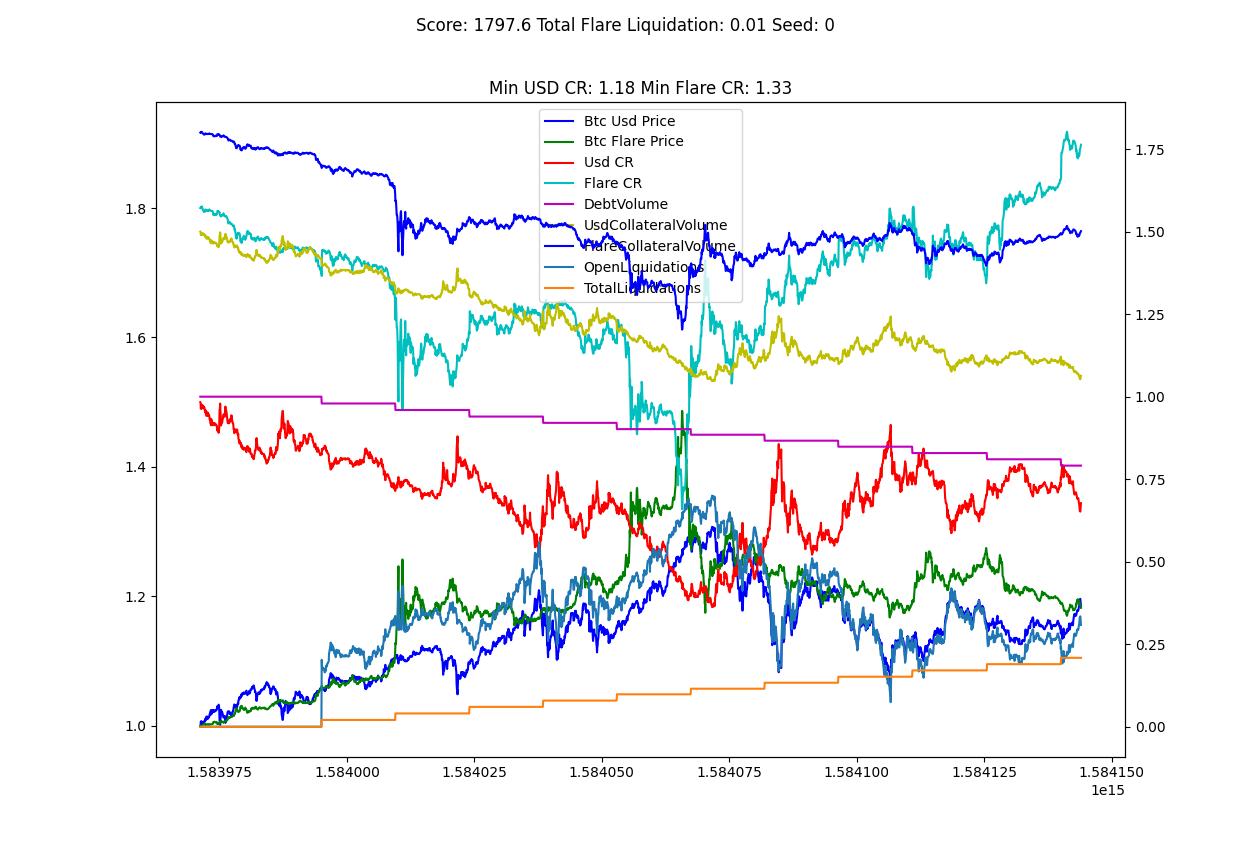 Score: 1797.6 Total Flare Liquidation: 0.01 Seed: 0
Min USD CR: 1.18 Min Flare CR: 1.33
Btc Usd Price
Btc Flare Price
Usd CR
Flare CR
DebtVolume
UsdCollateralVolume
FlareCollateralVolume
OpenLiquidations
TotalLiquidations
1.8
1.6
1.4
1.2
1.0
1.75
1.50
1.25
1.00
0.75
0.50
0.25
0.00
1.583975 1.584000 1.584025 1.584050 1.584075 1.584100 1.584125 1.584150
1e15